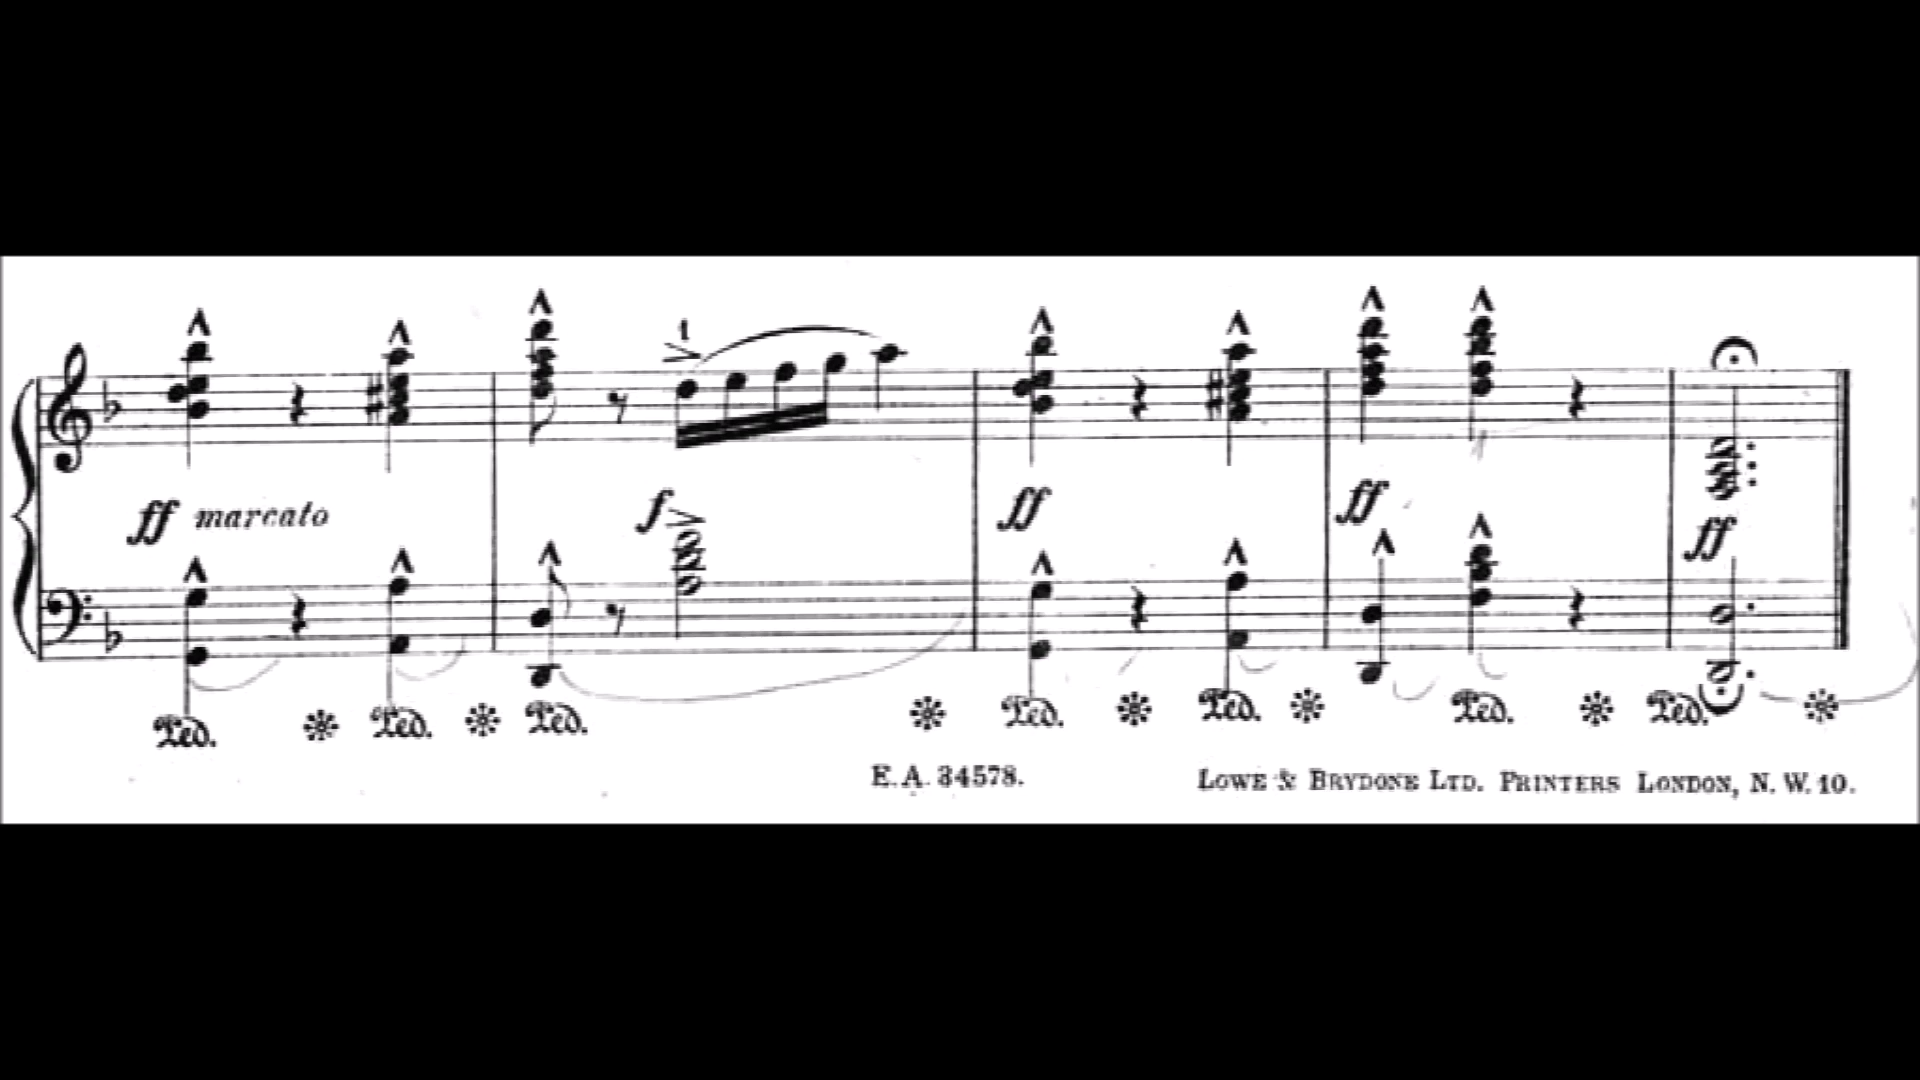 1
ff marcato f ff ff ff
Ped. * Ped. * Ped. * Ped. * Ped. * Ped. * Ped. *
E. A. 34578. LOWE & BRYDONE LTD. PRINTERS LONDON, N. W. 10.